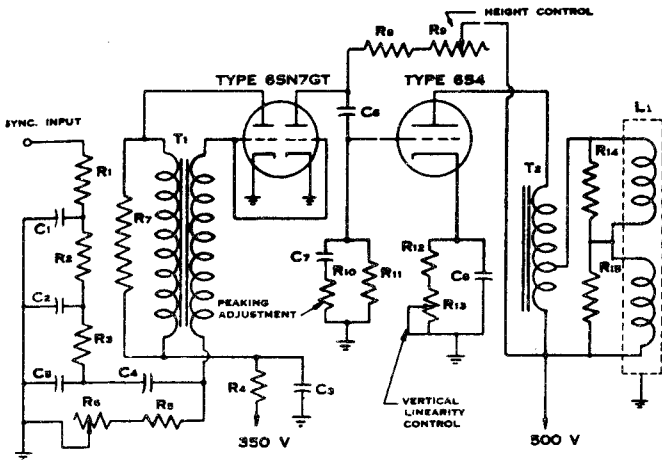 HEIGHT CONTROL
R8
R9
TYPE 6SN7GT
TYPE 6S4
SYNC. INPUT
T1
C6
L1
R1
R14
T2
R7
C1
R2
C7
R10
R11
R12
C8
R13
R15
C2
PEAKING
ADJUSTMENT
R3
C5
C4
R4
C3
R6
R5
VERTICAL
LINEARITY
CONTROL
350 V
500 V